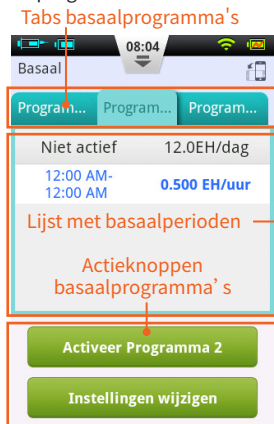 Tabs basaalprogramma's
08:04
Basaal
Program... Program... Program...
Niet actief 12.0EH/dag
12:00 AM-
12:00 AM
0.500 EH/uur
Lijst met basaalperioden
Actieknoppen
basaalprogramma's
Activeer Programma 2
Instellingen wijzigen